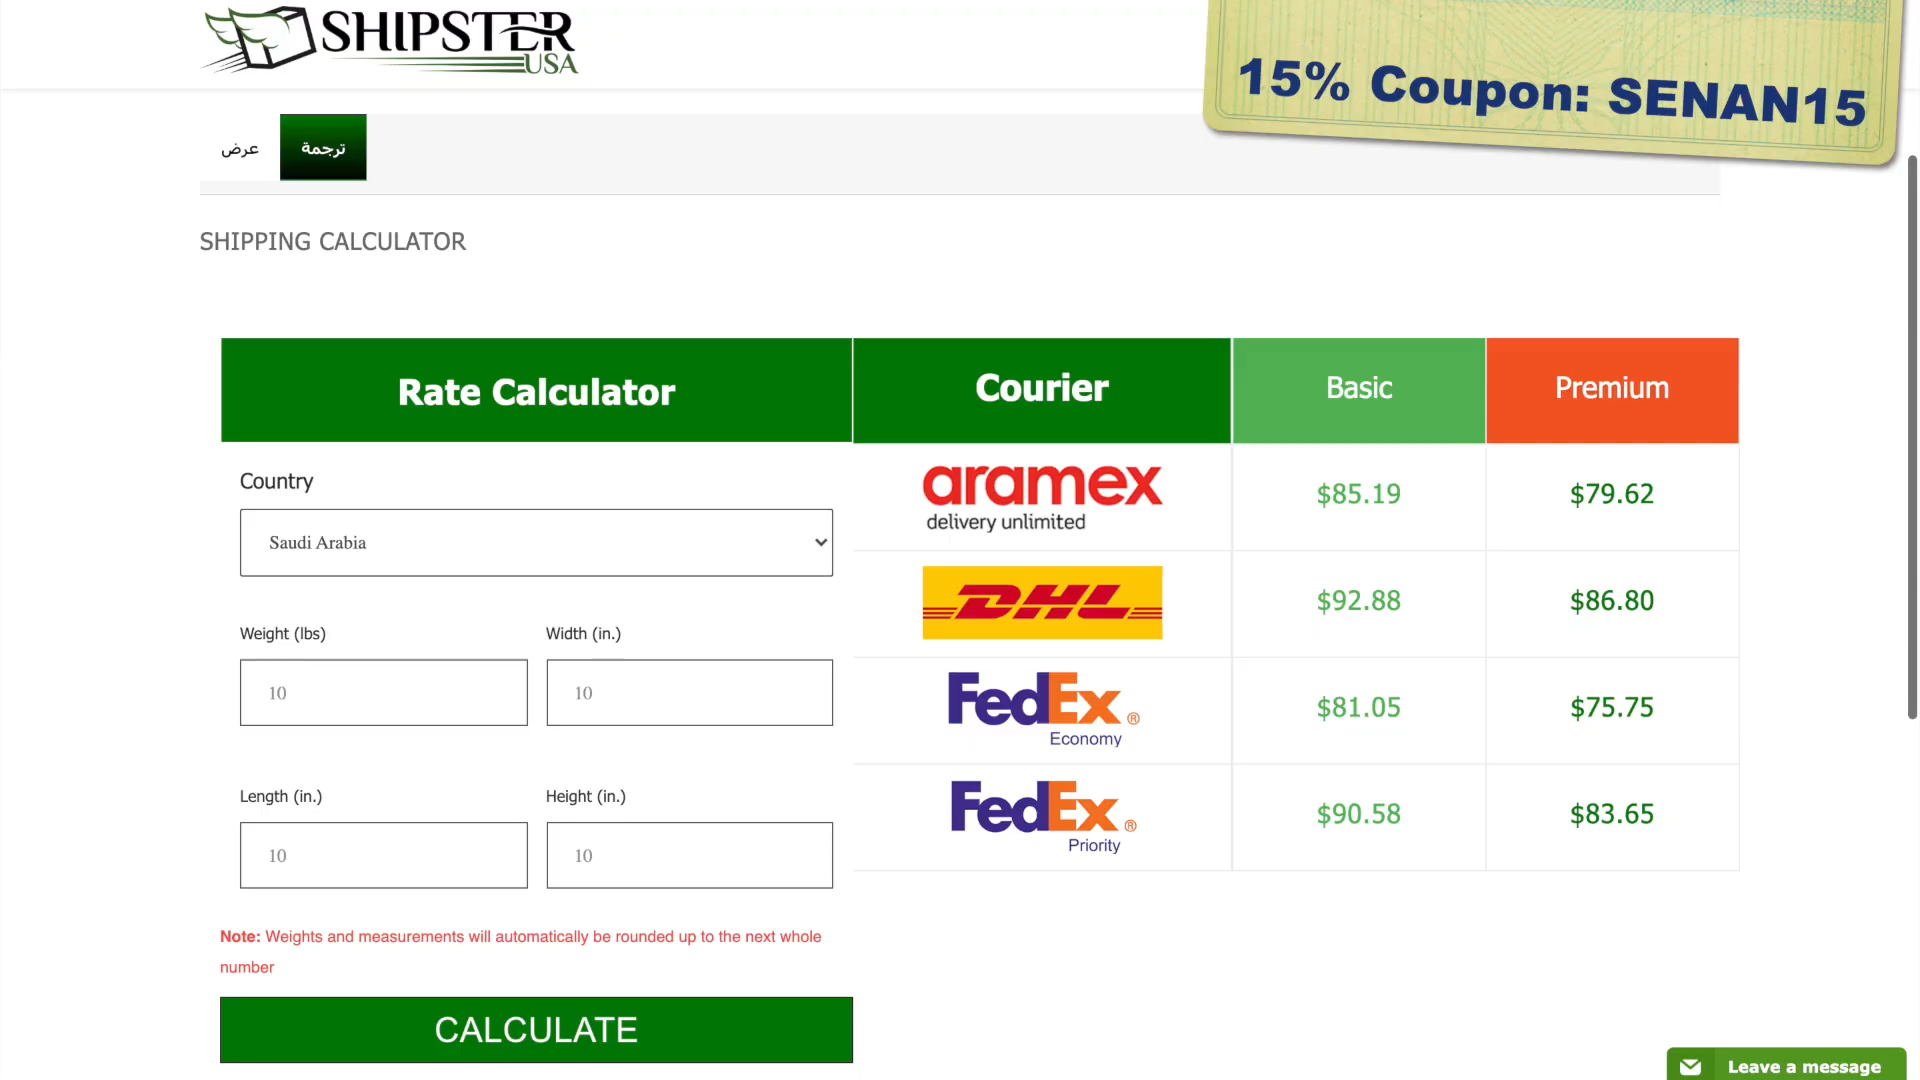 SHIPSTER
USA
15% Coupon: SENAN15
عرض
ترجمة
SHIPPING CALCULATOR
Rate Calculator
Courier
Basic
Premium
Country
Saudi Arabia
Weight (lbs)
Width (in.)
10
10
Length (in.)
Height (in.)
10
10
Note: Weights and measurements will automatically be rounded up to the next whole
number
CALCULATE
aramex
delivery unlimited
$85.19
$79.62
DHL
$92.88
$86.80
FedEx®
Economy
$81.05
$75.75
FedEx®
Priority
$90.58
$83.65
Leave a message